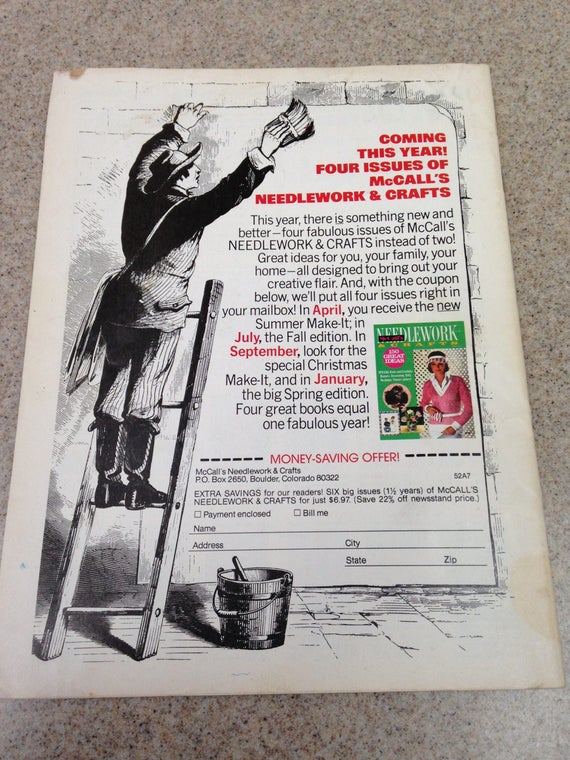 COMING
THIS YEAR!
FOUR ISSUES OF
McCALL'S
NEEDLEWORK & CRAFTS
This year, there is something new and
better—four fabulous issues of McCall's
NEEDLEWORK & CRAFTS instead of two!
Great ideas for you, your family, your
home—all designed to bring out your
creative flair. And, with the coupon
below, we'll put all four issues right in
your mailbox! In April, you receive the new
Summer Make-It; in
July, the Fall edition. In
September, look for the
special Christmas
Make-It, and in January,
the big Spring edition.
Four great books equal
one fabulous year!
McCall's
NEEDLEWORK
& CRAFTS
250
GREAT
IDEAS
MONEY-SAVING OFFER!
McCall's Needlework & Crafts
P.O. Box 2650, Boulder, Colorado 80322
52A7
EXTRA SAVINGS for our readers! SIX big issues (1½ years) of McCALL'S
NEEDLEWORK & CRAFTS for just $6.97. (Save 22% off newsstand price.)
Payment enclosed Bill me
Name
Address City
State Zip